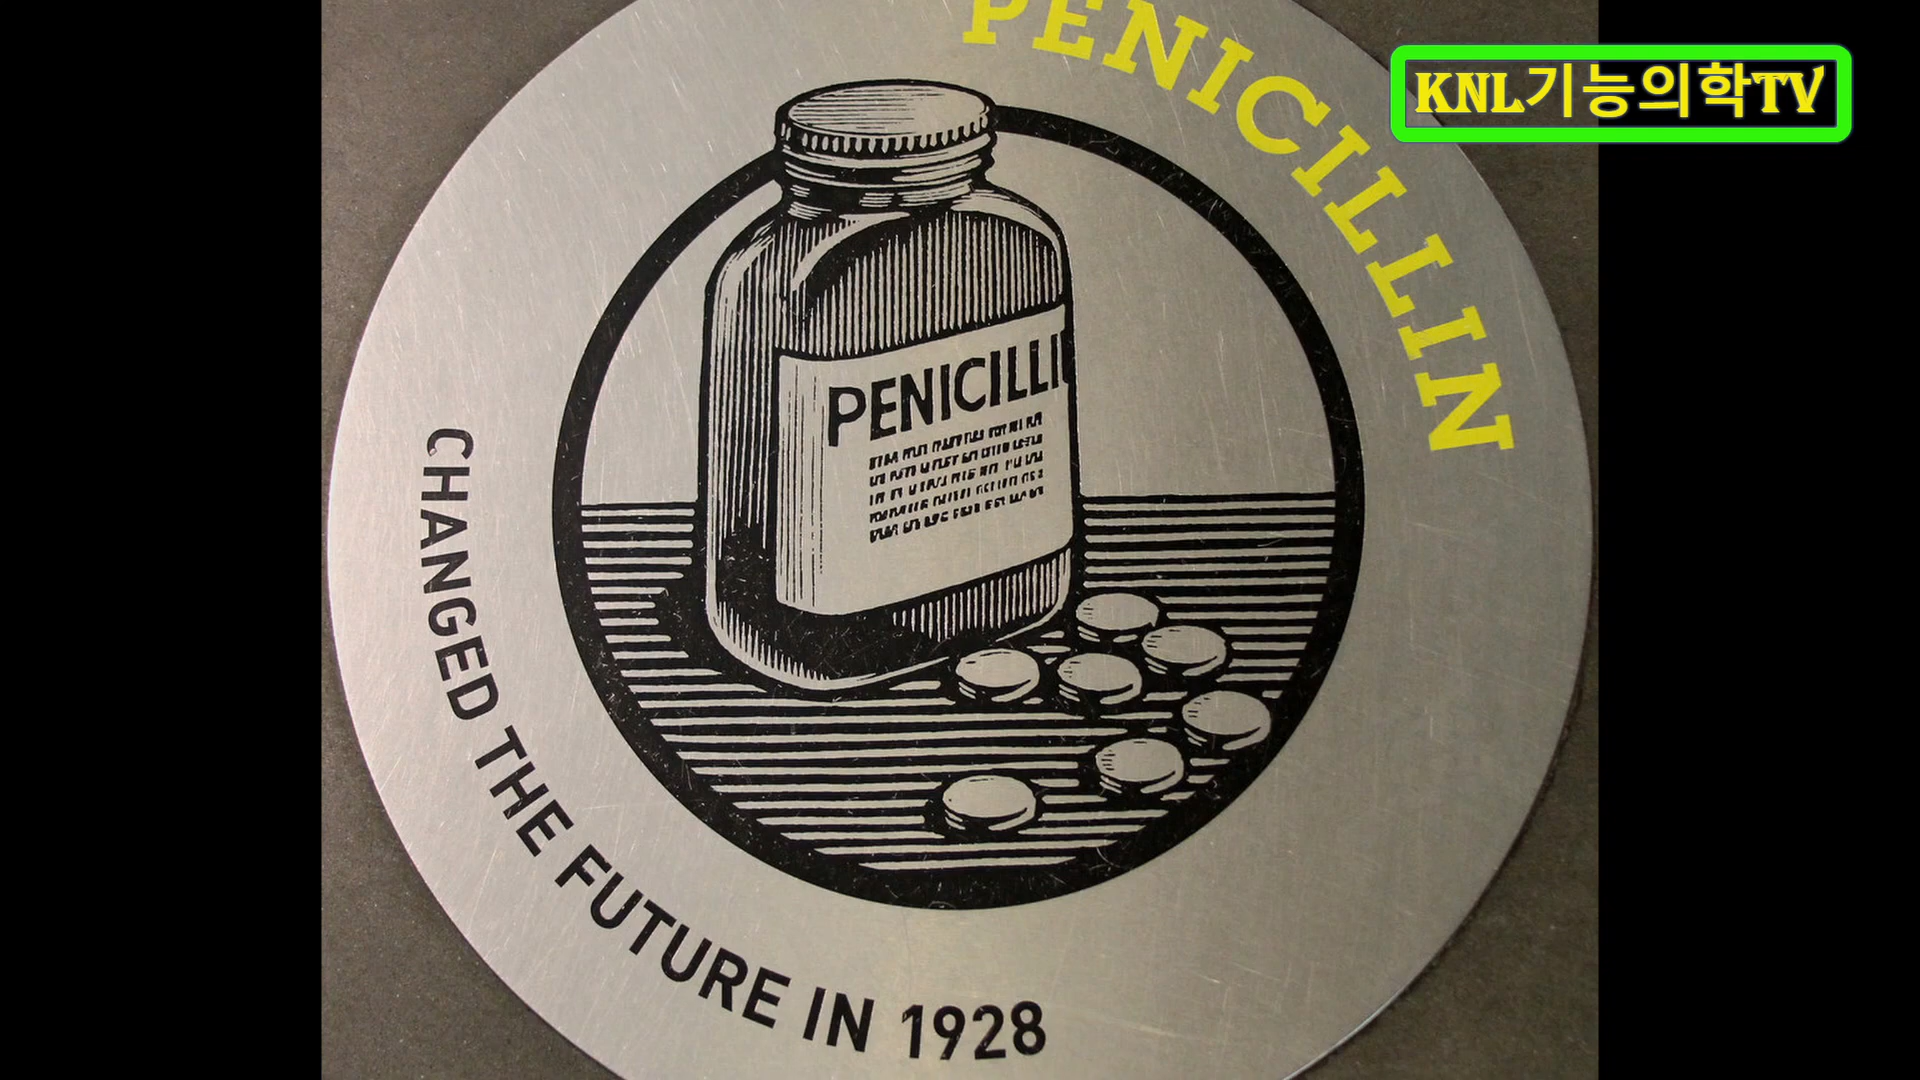 PENICILLIN
KNL기능의학TV
PENICILLI
CHANGED THE FUTURE IN 1928